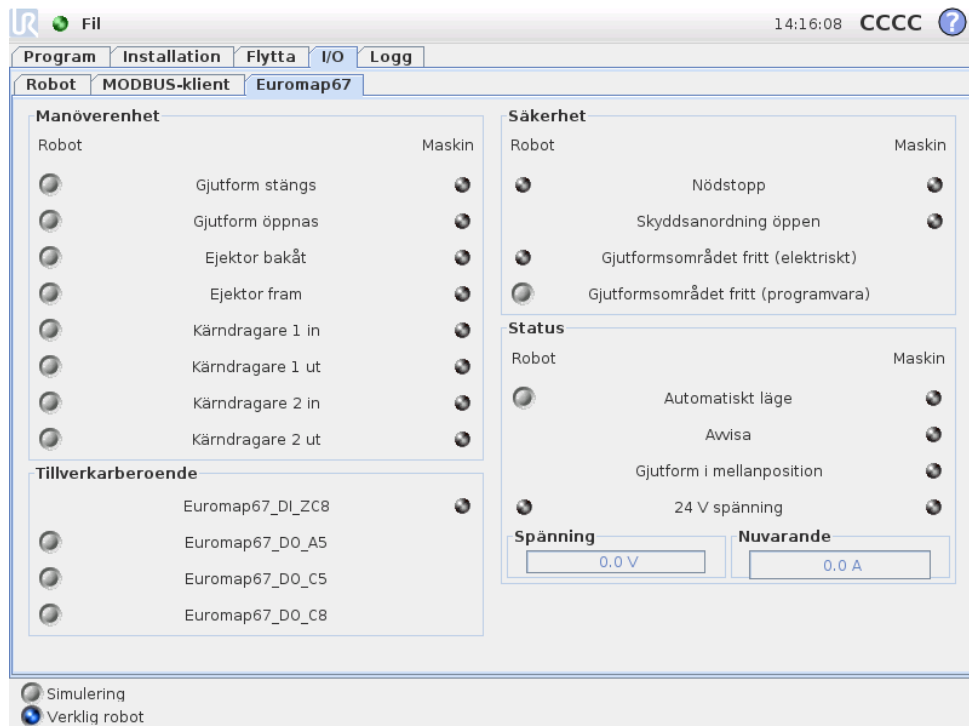 UR Fil 14:16:08 CCCC ?
Program Installation Flytta I/O Logg
Robot MODBUS-klient Euromap67
Manöverenhet
Robot Maskin
Gjutform stängs
Gjutform öppnas
Ejektor bakåt
Ejektor fram
Kärndragare 1 in
Kärndragare 1 ut
Kärndragare 2 in
Kärndragare 2 ut
Tillverkarberoende
Euromap67_DI_ZC8
Euromap67_DO_A5
Euromap67_DO_C5
Euromap67_DO_C8
Säkerhet
Robot Maskin
Nödstopp
Skyddsanordning öppen
Gjutformsområdet fritt (elektriskt)
Gjutformsområdet fritt (programvara)
Status
Robot Maskin
Automatiskt läge
Avvisa
Gjutform i mellanposition
24 V spänning
Spänning Nuvarande
0.0 V 0.0 A
Simulering
Verklig robot